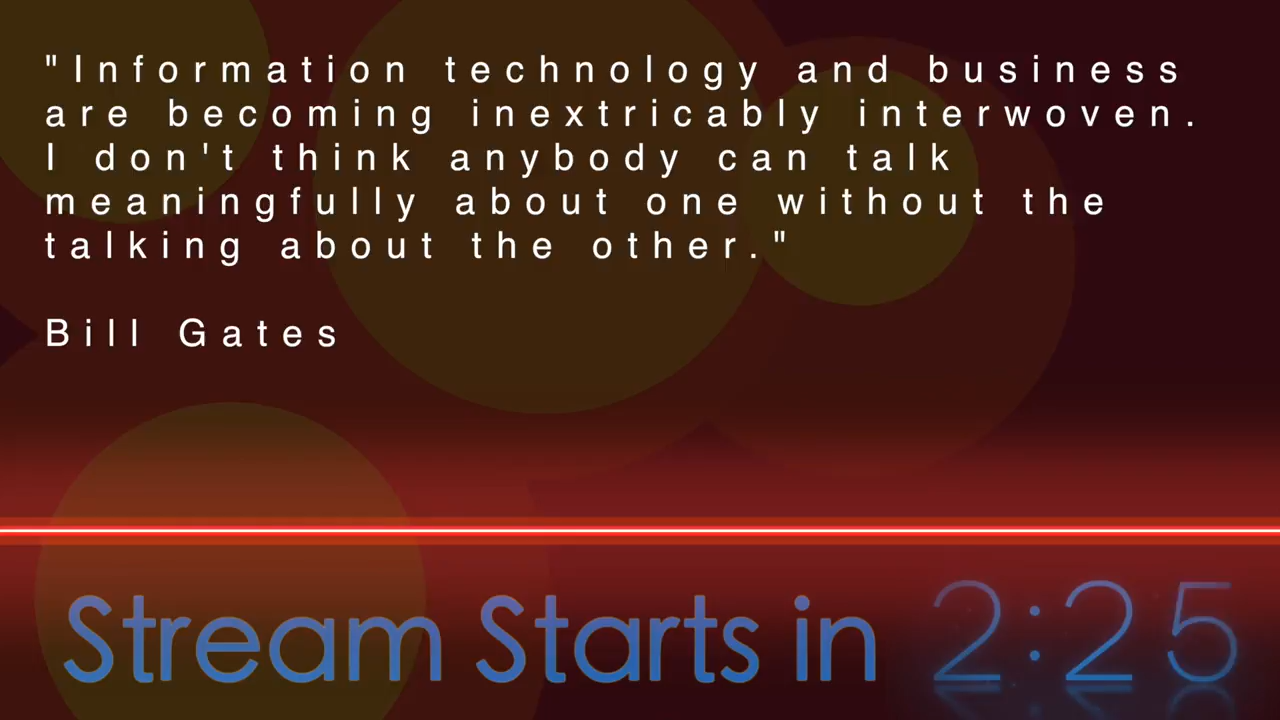 "Information technology and business
are becoming inextricably interwoven.
I don't think anybody can talk
meaningfully about one without the
talking about the other."
Bill Gates
Stream Starts in 2:25